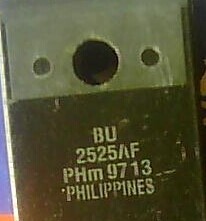 BU
2525AF
PHm 9713
PHILIPPINES